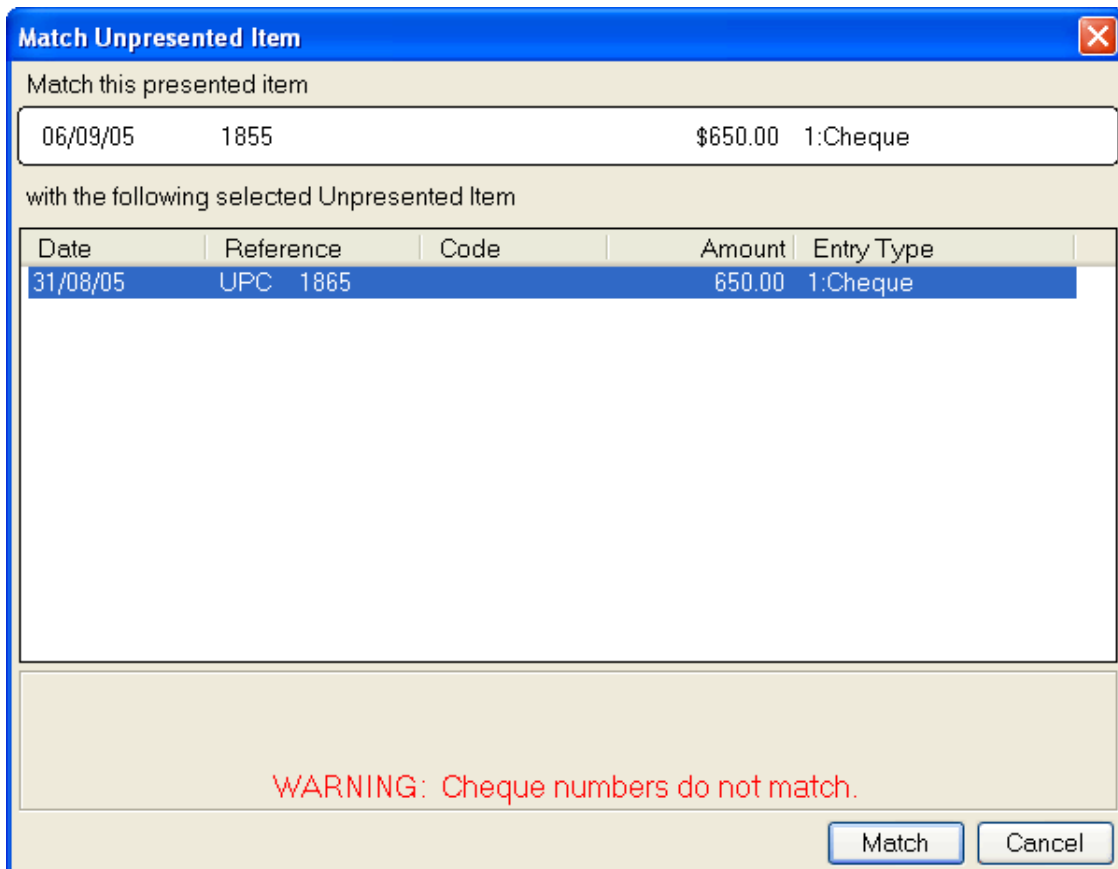 Match Unpresented Item
Match this presented item
06/09/05 1855 $650.00 1:Cheque
with the following selected Unpresented Item
Date Reference Code Amount Entry Type
31/08/05 UPC 1865 650.00 1:Cheque
WARNING: Cheque numbers do not match.
Match Cancel